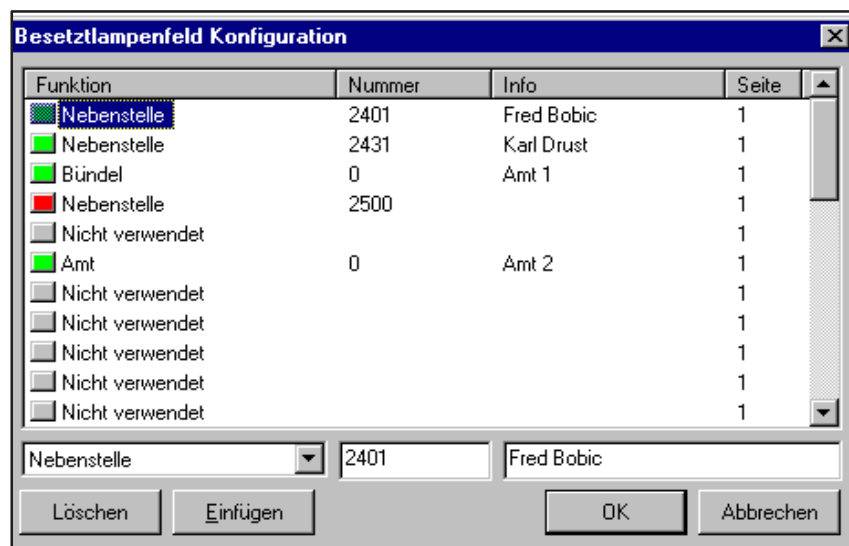 Besetztlampenfeld Konfiguration
Funktion Nummer Info Seite
Nebenstelle 2401 Fred Bobic 1
Nebenstelle 2431 Karl Drust 1
Bündel 0 Amt 1 1
Nebenstelle 2500 1
Nicht verwendet 1
Amt 0 Amt 2 1
Nicht verwendet 1
Nicht verwendet 1
Nicht verwendet 1
Nicht verwendet 1
Nicht verwendet 1
Nebenstelle 2401 Fred Bobic
Löschen Einfügen OK Abbrechen